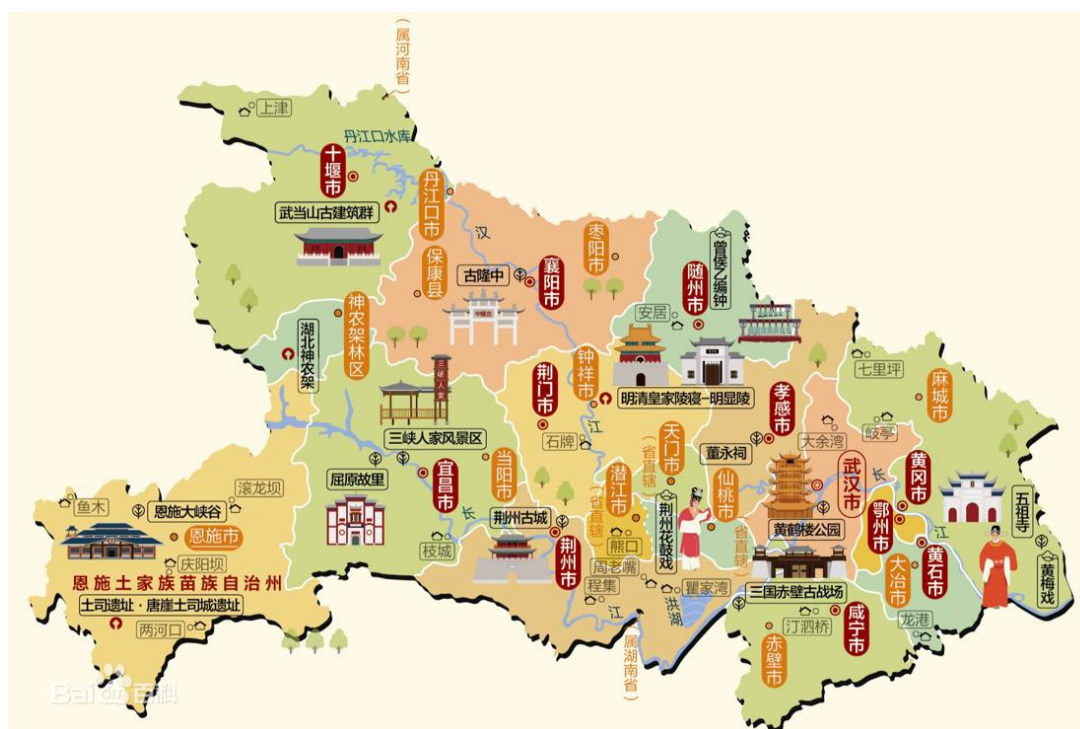 （属河南省）
上津
丹江口水库
十堰市
武当山古建筑群
丹江口市
汉
枣阳市
保康县
古隆中
襄阳市
随州市
曾侯乙编钟
安居
神农架林区
湖北神农架
三峡人家
三峡人家风景区
荆门市
钟祥市
明清皇家陵寝-明显陵
七里坪
麻城市
孝感市
石牌
江
天门市
（省直辖）
董永祠
大余湾
岐亭
当阳市
宜昌市
屈原故里
潜江市
（省直辖）
仙桃市
（省直辖）
武汉市
长
黄冈市
鄂州市
江
五祖寺
滚龙坝
鱼木
恩施大峡谷
恩施市
庆阳坝
恩施土家族苗族自治州
土司遗址·唐崖土司城遗址
两河口
长
荆州古城
枝城
荆州市
荆州花鼓戏
熊口
周老嘴
程集
江
洪湖
瞿家湾
黄鹤楼公园
三国赤壁古战场
大冶市
黄石市
黄梅戏
龙港
汀泗桥
咸宁市
赤壁市
属湖南省）
Bai 百科